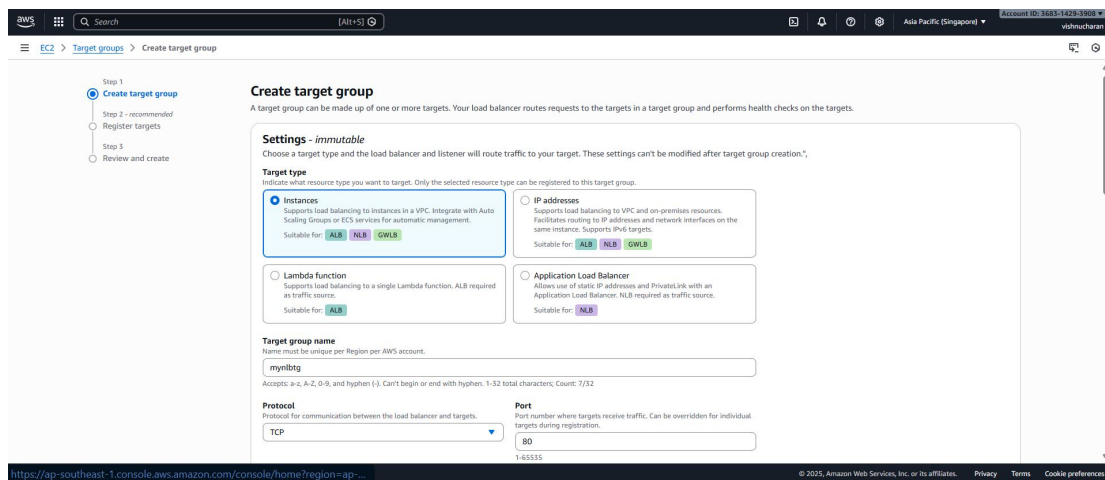 aws
Search
[Alt+S]
Asia Pacific (Singapore)
Account ID: 3683-1429-3908
vishnucharan
EC2 > Target groups > Create target group
Step 1
Create target group
Step 2 - recommended
Register targets
Step 3
Review and create
Create target group
A target group can be made up of one or more targets. Your load balancer routes requests to the targets in a target group and performs health checks on the targets.
Settings - immutable
Choose a target type and the load balancer and listener will route traffic to your target. These settings can't be modified after target group creation.",
Target type
Indicate what resource type you want to target. Only the selected resource type can be registered to this target group.
Instances
Supports load balancing to instances in a VPC. Integrate with Auto
Scaling Groups or ECS services for automatic management.
Suitable for: ALB NLB GWLB
IP addresses
Supports load balancing to VPC and on-premises resources.
Facilitates routing to IP addresses and network interfaces on the
same instance. Supports IPv6 targets.
Suitable for: ALB NLB GWLB
Lambda function
Supports load balancing to a single Lambda function. ALB required
as traffic source.
Suitable for: ALB
Application Load Balancer
Allows use of static IP addresses and PrivateLink with an
Application Load Balancer. NLB required as traffic source.
Suitable for: NLB
Target group name
Name must be unique per Region per AWS account.
mynlbtg
Accepts: a-z, A-Z, 0-9, and hyphen (-). Can't begin or end with hyphen. 1-32 total characters; Count: 7/32
Protocol
Protocol for communication between the load balancer and targets.
TCP
Port
Port number where targets receive traffic. Can be overridden for individual
targets during registration.
80
1-65535
https://ap-southeast-1.console.aws.amazon.com/console/home?region=ap-...
© 2025, Amazon Web Services, Inc. or its affiliates. Privacy Terms Cookie preferences